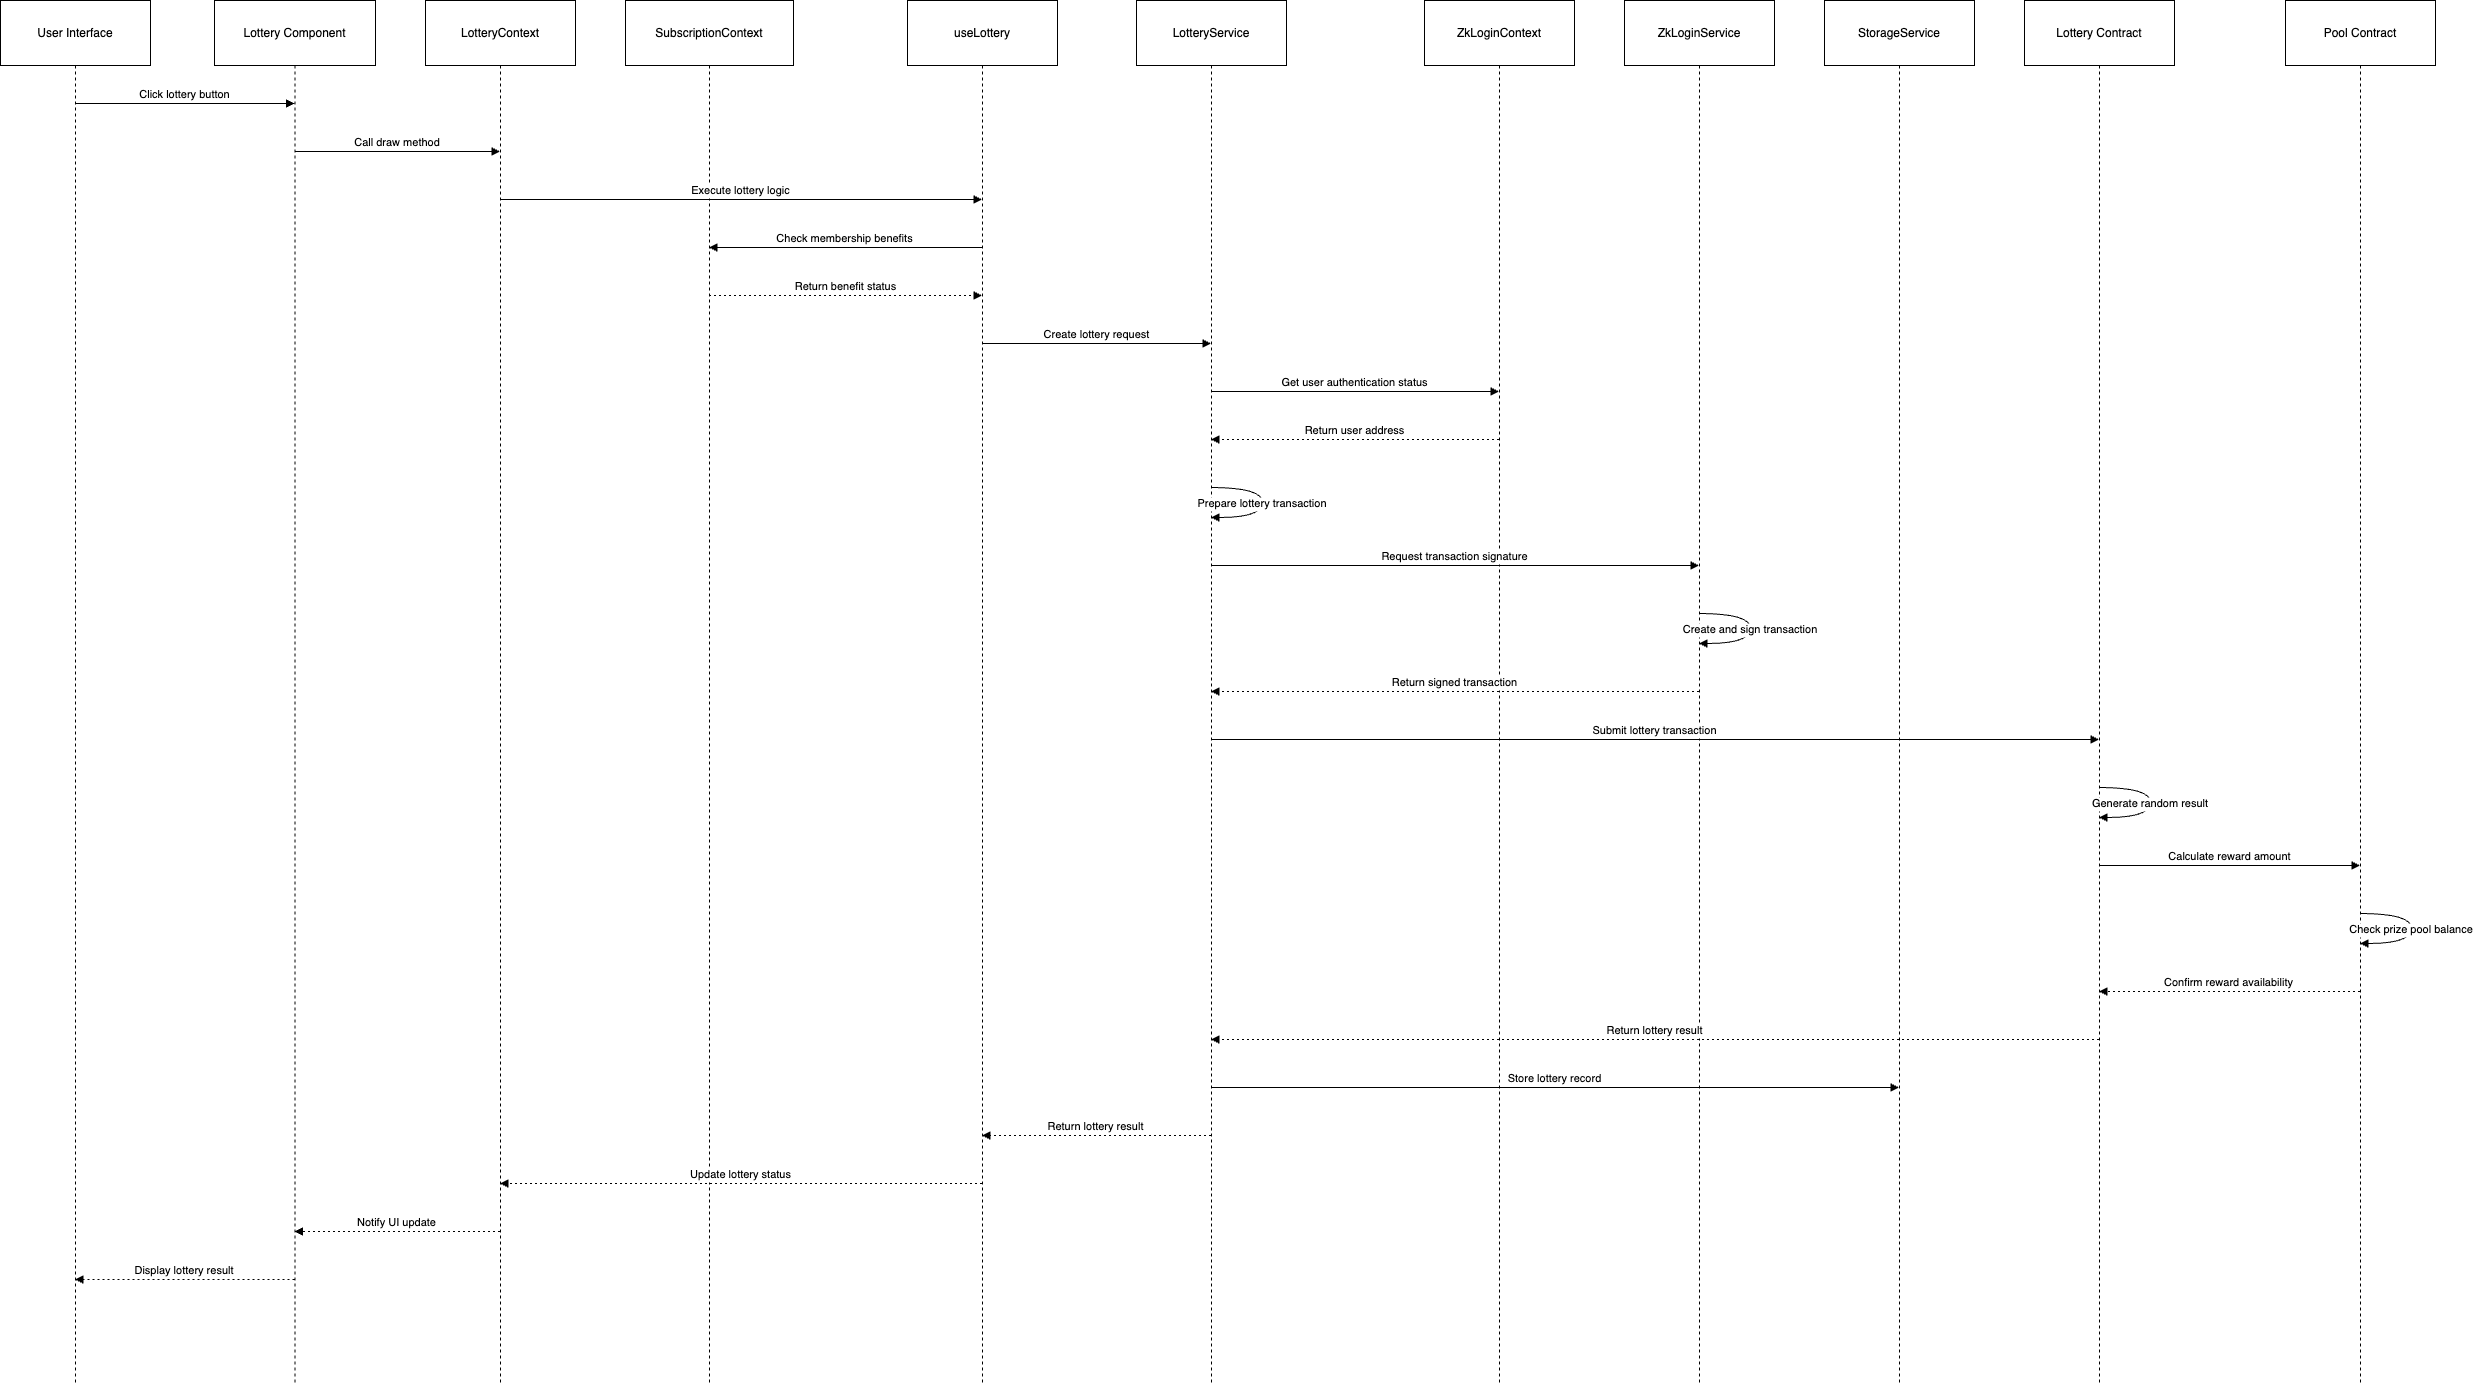 User Interface
Lottery Component
LotteryContext
SubscriptionContext
useLottery
LotteryService
ZkLoginContext
ZkLoginService
StorageService
Lottery Contract
Pool Contract
Click lottery button
Call draw method
Execute lottery logic
Check membership benefits
Return benefit status
Create lottery request
Get user authentication status
Return user address
Prepare lottery transaction
Request transaction signature
Create and sign transaction
Return signed transaction
Submit lottery transaction
Generate random result
Calculate reward amount
Check prize pool balance
Confirm reward availability
Return lottery result
Store lottery record
Return lottery result
Update lottery status
Notify UI update
Display lottery result